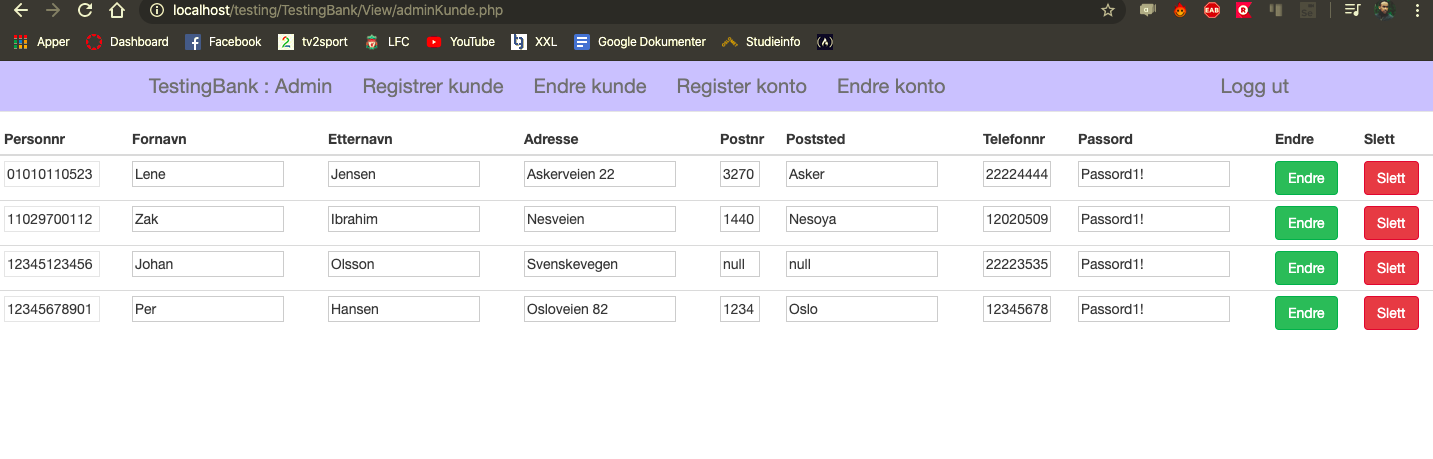 localhost/testing/TestingBank/View/adminKunde.php
Apper Dashboard Facebook 2 tv2sport LFC YouTube XXL Google Dokumenter Studieinfo (A)
TestingBank : Admin Registrer kunde Endre kunde Register konto Endre konto Logg ut
Personnr Fornavn Etternavn Adresse Postnr Poststed Telefonnr Passord Endre Slett
01010110523 Lene Jensen Askerveien 22 3270 Asker 22224444 Passord1! Endre Slett
11029700112 Zak Ibrahim Nesveien 1440 Nesoya 12020509 Passord1! Endre Slett
12345123456 Johan Olsson Svenskevegen null null 22223535 Passord1! Endre Slett
12345678901 Per Hansen Osloveien 82 1234 Oslo 12345678 Passord1! Endre Slett